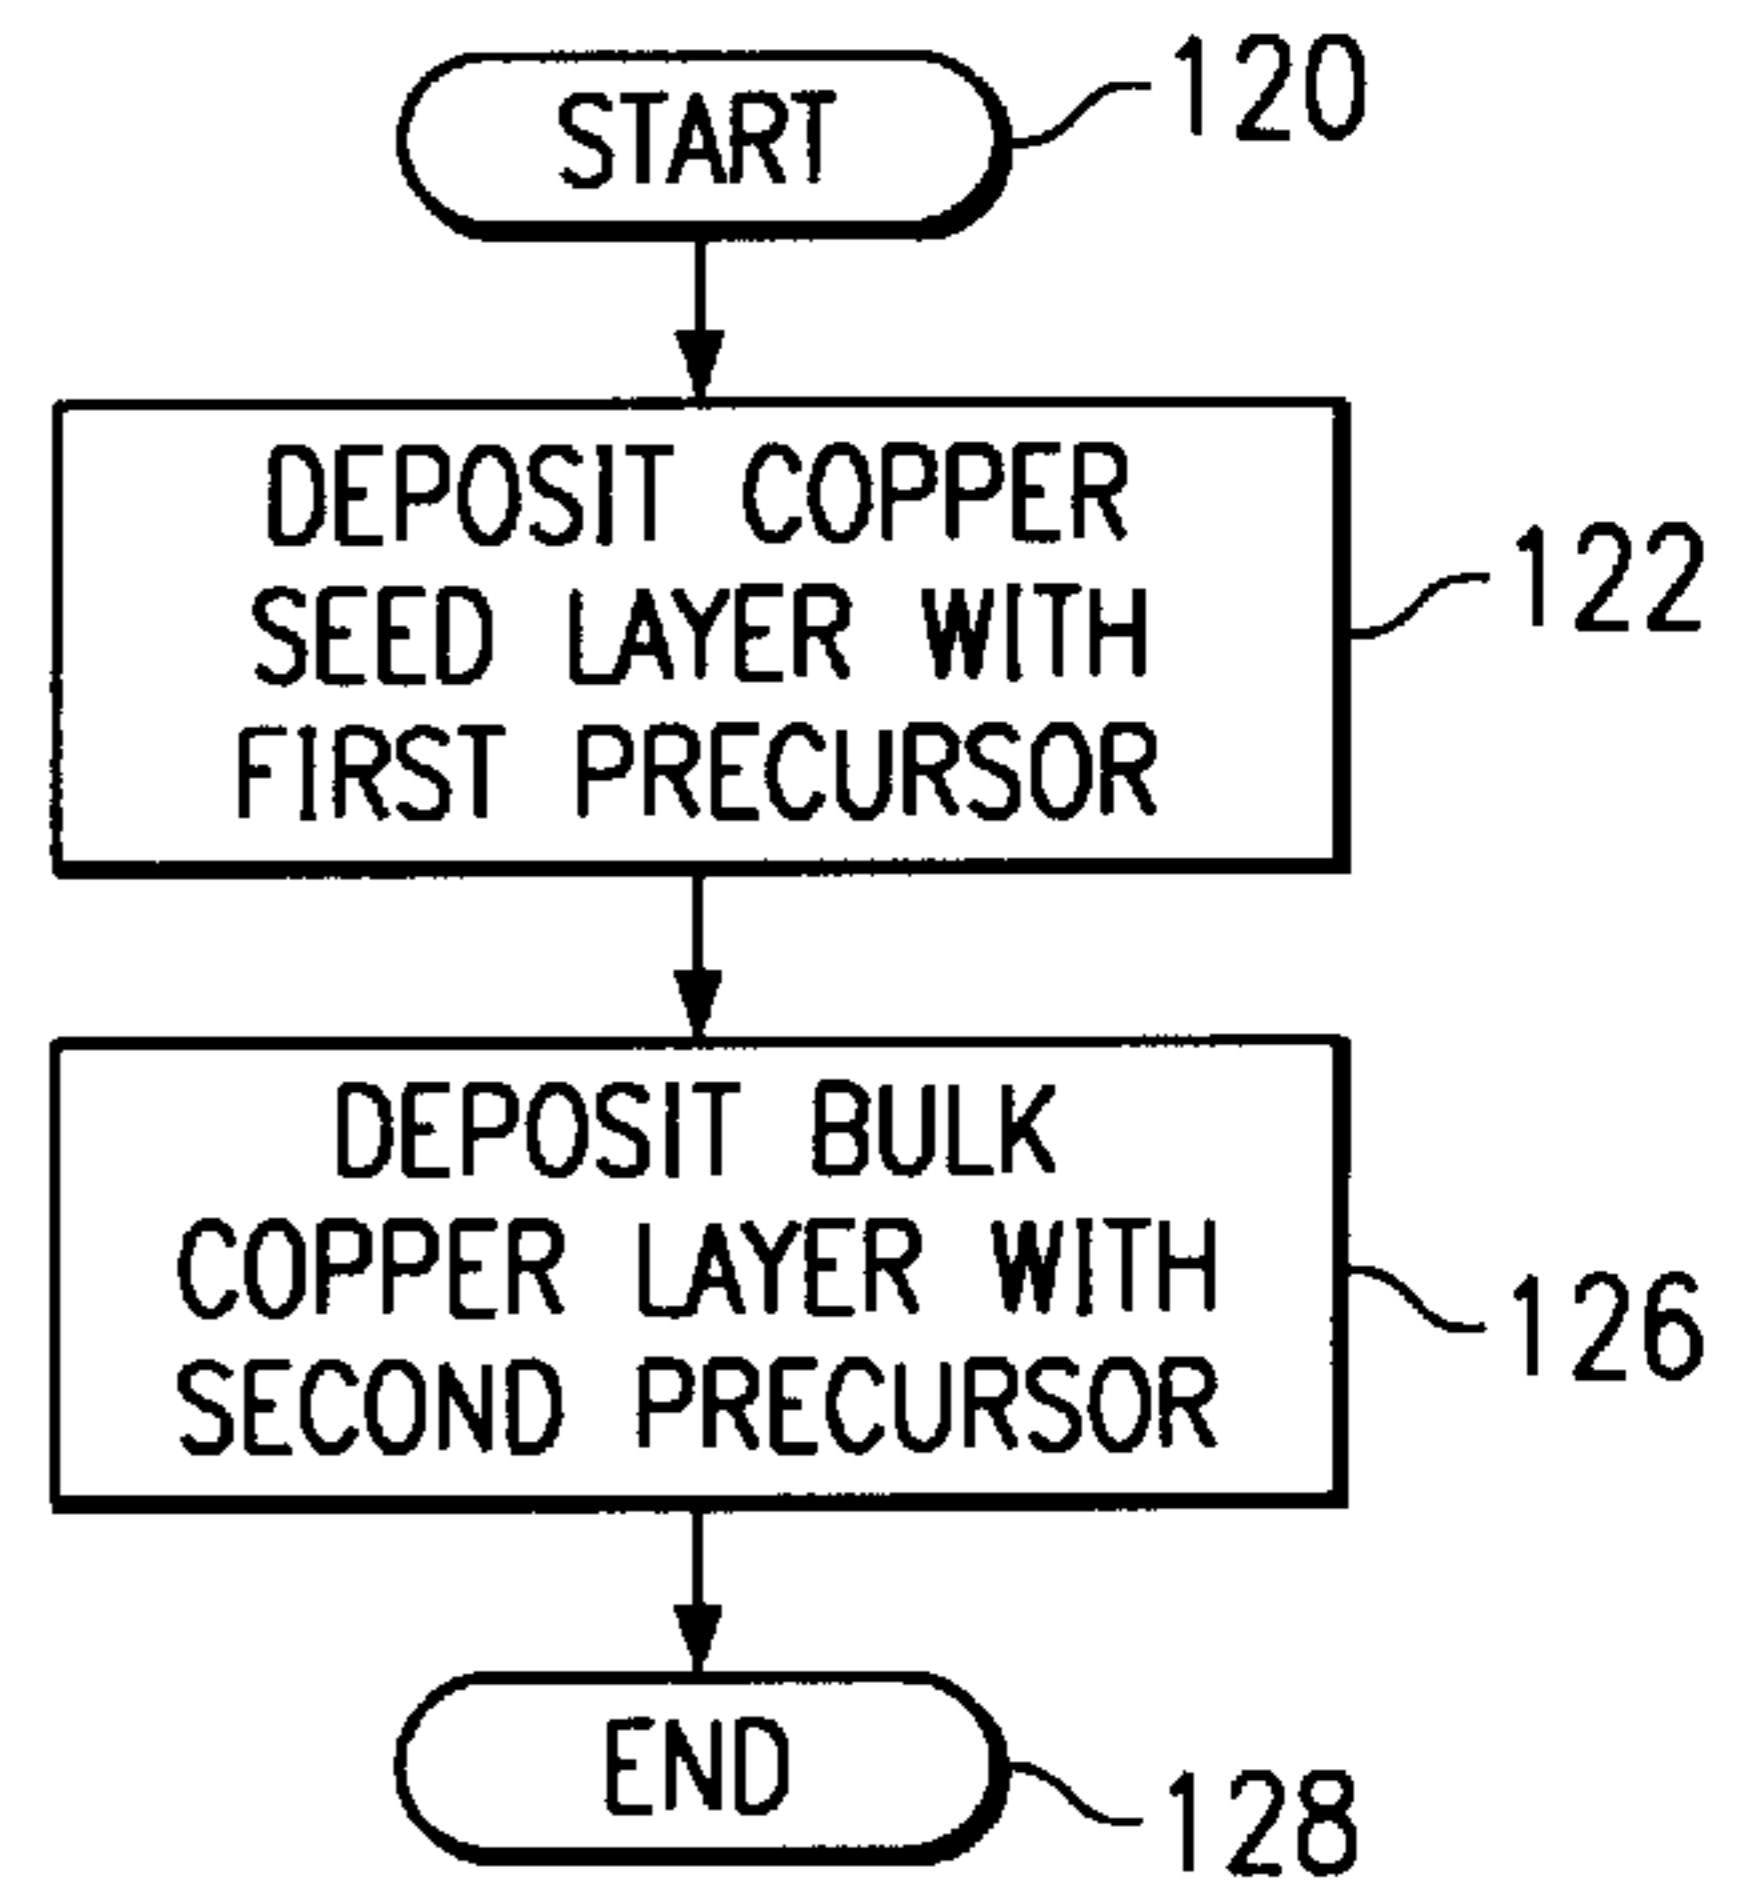 START
120
DEPOSIT COPPER
SEED LAYER WITH
FIRST PRECURSOR
122
DEPOSIT BULK
COPPER LAYER WITH
SECOND PRECURSOR
126
END
128